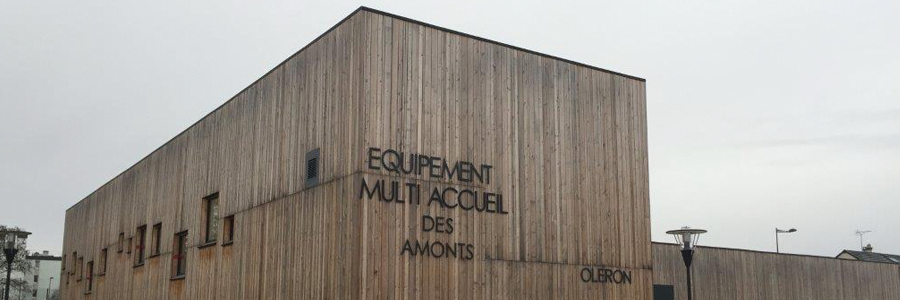 EQUIPEMENT
MULTI ACCUEIL
DES
AMONTS
OLERON